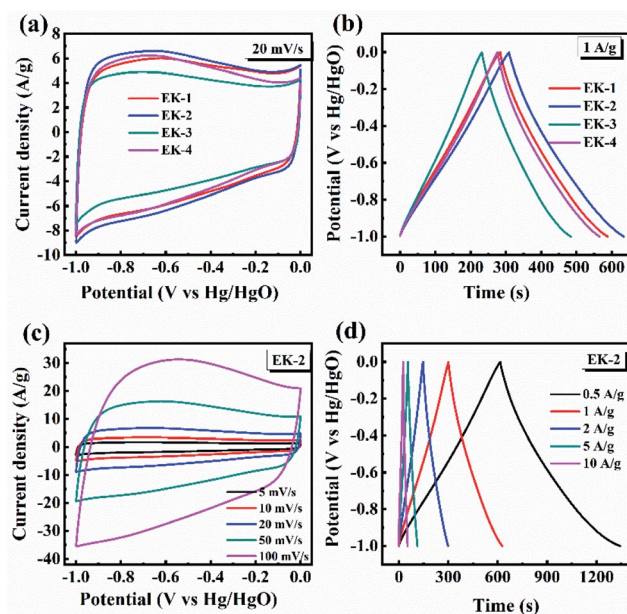 (a)
20 mV/s
EK-1
EK-2
EK-3
EK-4
Current density (A/g)
8
6
4
2
0
-2
-4
-6
-8
-10
-1.0 -0.8 -0.6 -0.4 -0.2 0.0
Potential (V vs Hg/HgO)
(b)
1 A/g
EK-1
EK-2
EK-3
EK-4
Potential (V vs Hg/HgO)
0.0
-0.2
-0.4
-0.6
-0.8
-1.0
0 100 200 300 400 500 600
Time (s)
(c)
EK-2
Current density (A/g)
30
20
10
0
-10
-20
-30
-40
5 mV/s
10 mV/s
20 mV/s
50 mV/s
100 mV/s
-1.0 -0.8 -0.6 -0.4 -0.2 0.0
Potential (V vs Hg/HgO)
(d)
EK-2
0.5 A/g
1 A/g
2 A/g
5 A/g
10 A/g
Potential (V vs Hg/HgO)
0.0
-0.2
-0.4
-0.6
-0.8
-1.0
0 300 600 900 1200
Time (s)